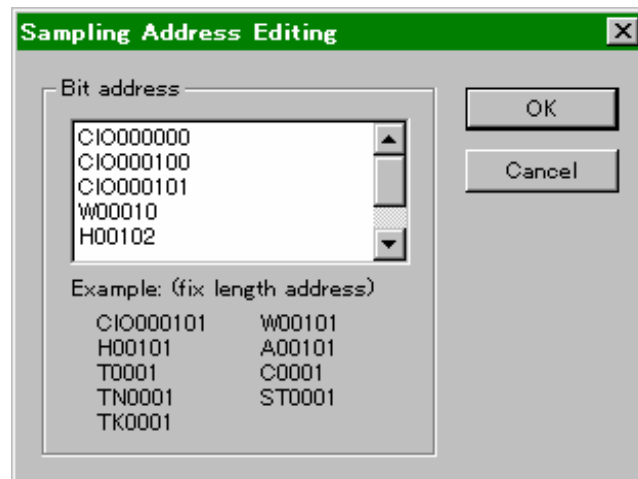 Sampling Address Editing
Bit address
CIO000000
CIO000100
CIO000101
W00010
H00102
OK
Cancel
Example: (fix length address)
CIO000101 W00101
H00101 A00101
T0001 C0001
TN0001 ST0001
TK0001